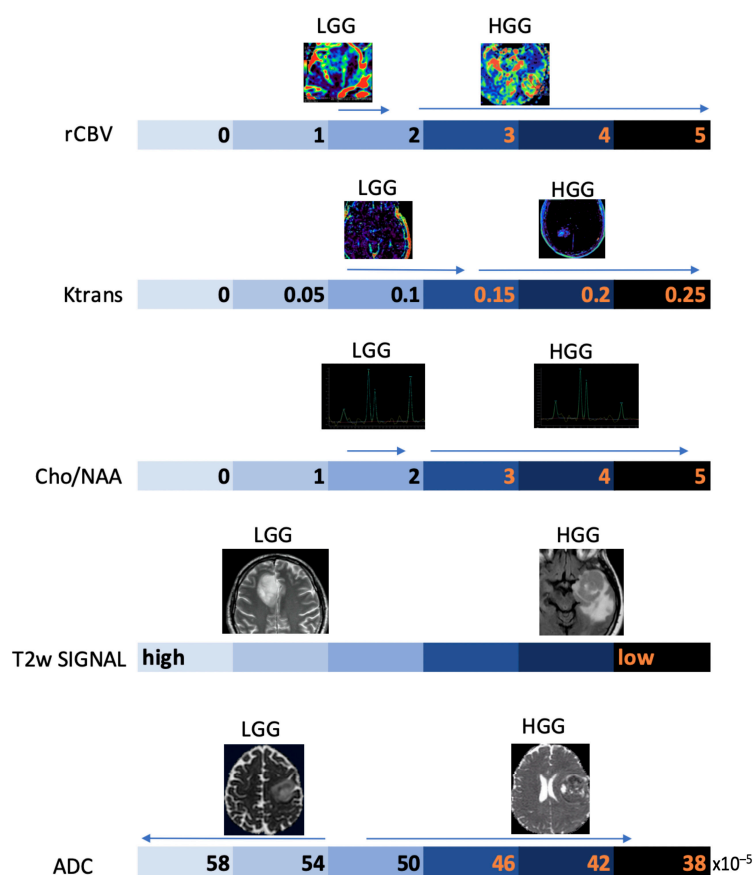 LGG HGG
rCBV 0 1 2 3 4 5
LGG HGG
Ktrans 0 0.05 0.1 0.15 0.2 0.25
LGG HGG
Cho/NAA 0 1 2 3 4 5
LGG HGG
T2w SIGNAL high low
LGG HGG
ADC 58 54 50 46 42 38 x10⁻⁵